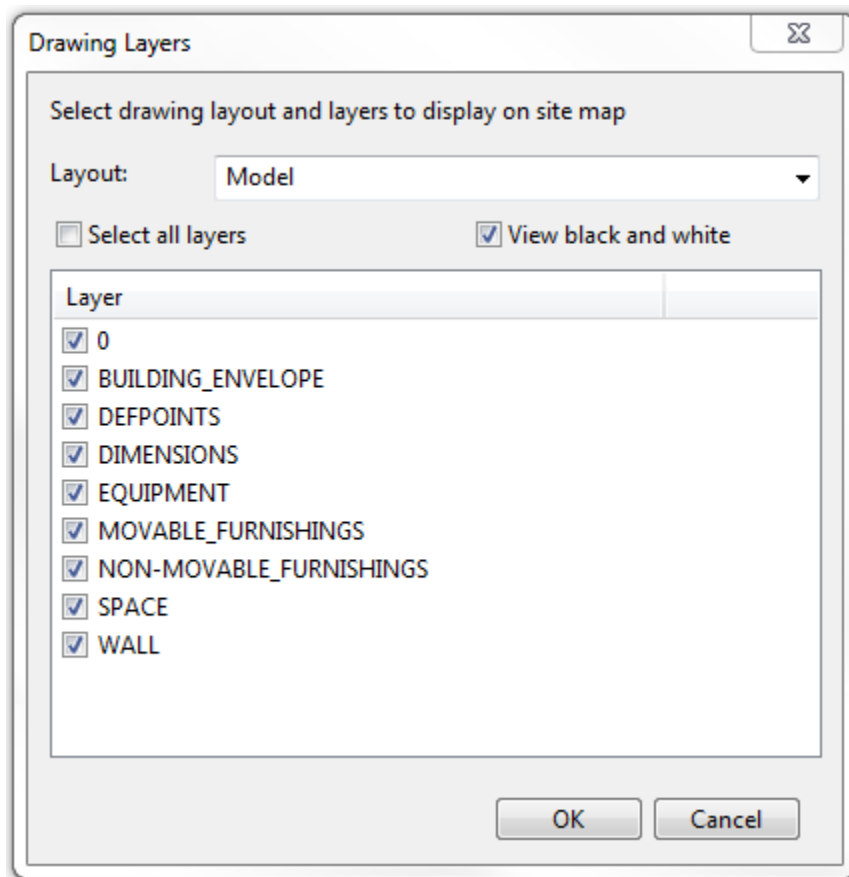 Drawing Layers
Select drawing layout and layers to display on site map
Layout: Model
Select all layers View black and white
Layer
0
BUILDING_ENVELOPE
DEFPOINTS
DIMENSIONS
EQUIPMENT
MOVABLE_FURNISHINGS
NON-MOVABLE_FURNISHINGS
SPACE
WALL
OK Cancel